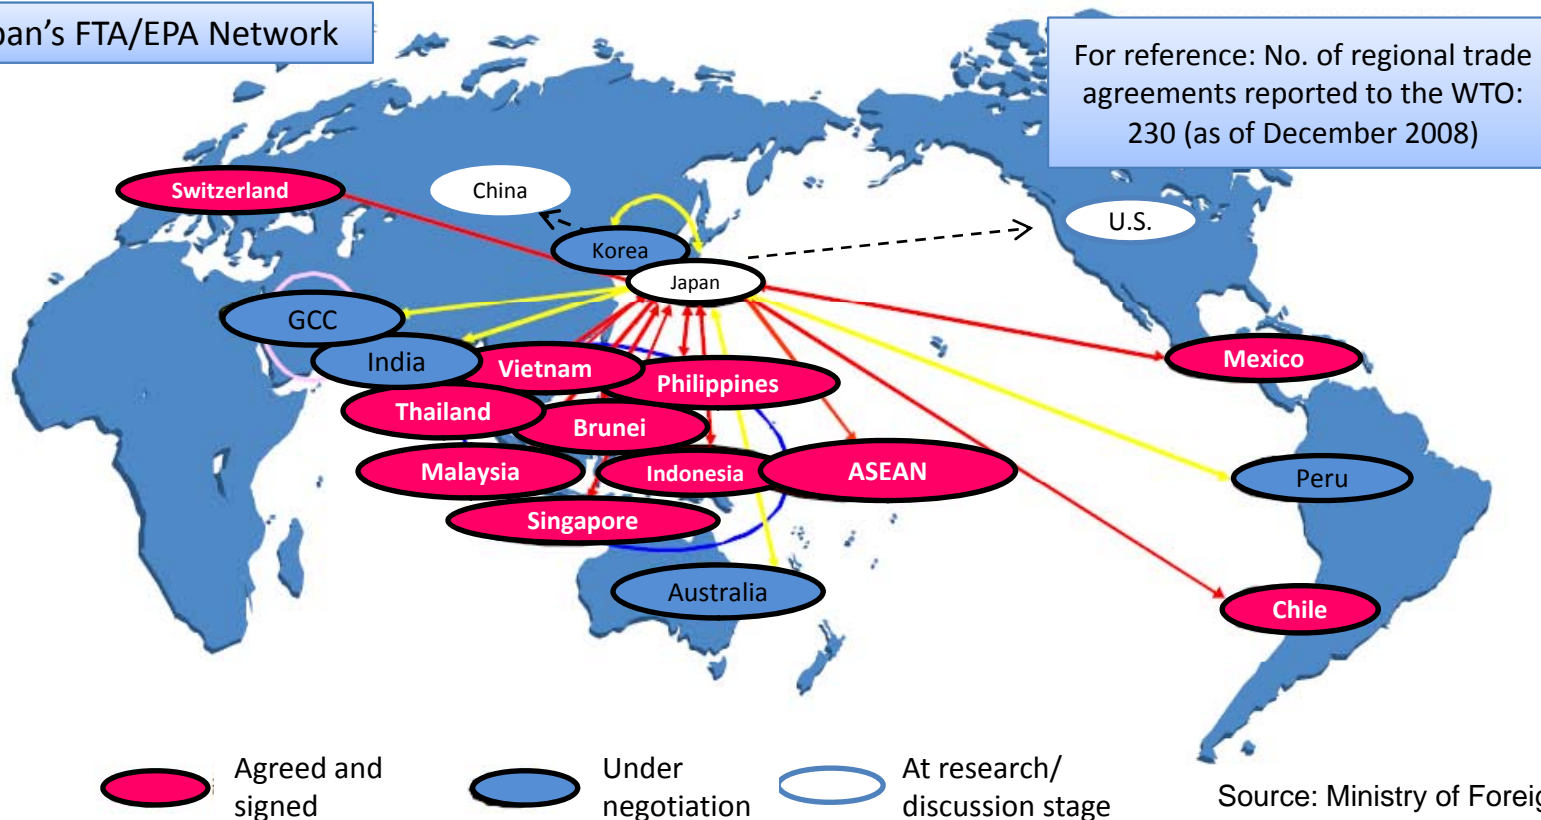 pan's FTA/EPA Network
For reference: No. of regional trade
agreements reported to the WTO:
230 (as of December 2008)
Switzerland
China
U.S.
Korea
Japan
GCC
India
Vietnam
Mexico
Philippines
Thailand
Brunei
Malaysia
Indonesia
ASEAN
Peru
Singapore
Australia
Chile
Agreed and
signed
Under
negotiation
At research/
discussion stage
Source: Ministry of Foreig